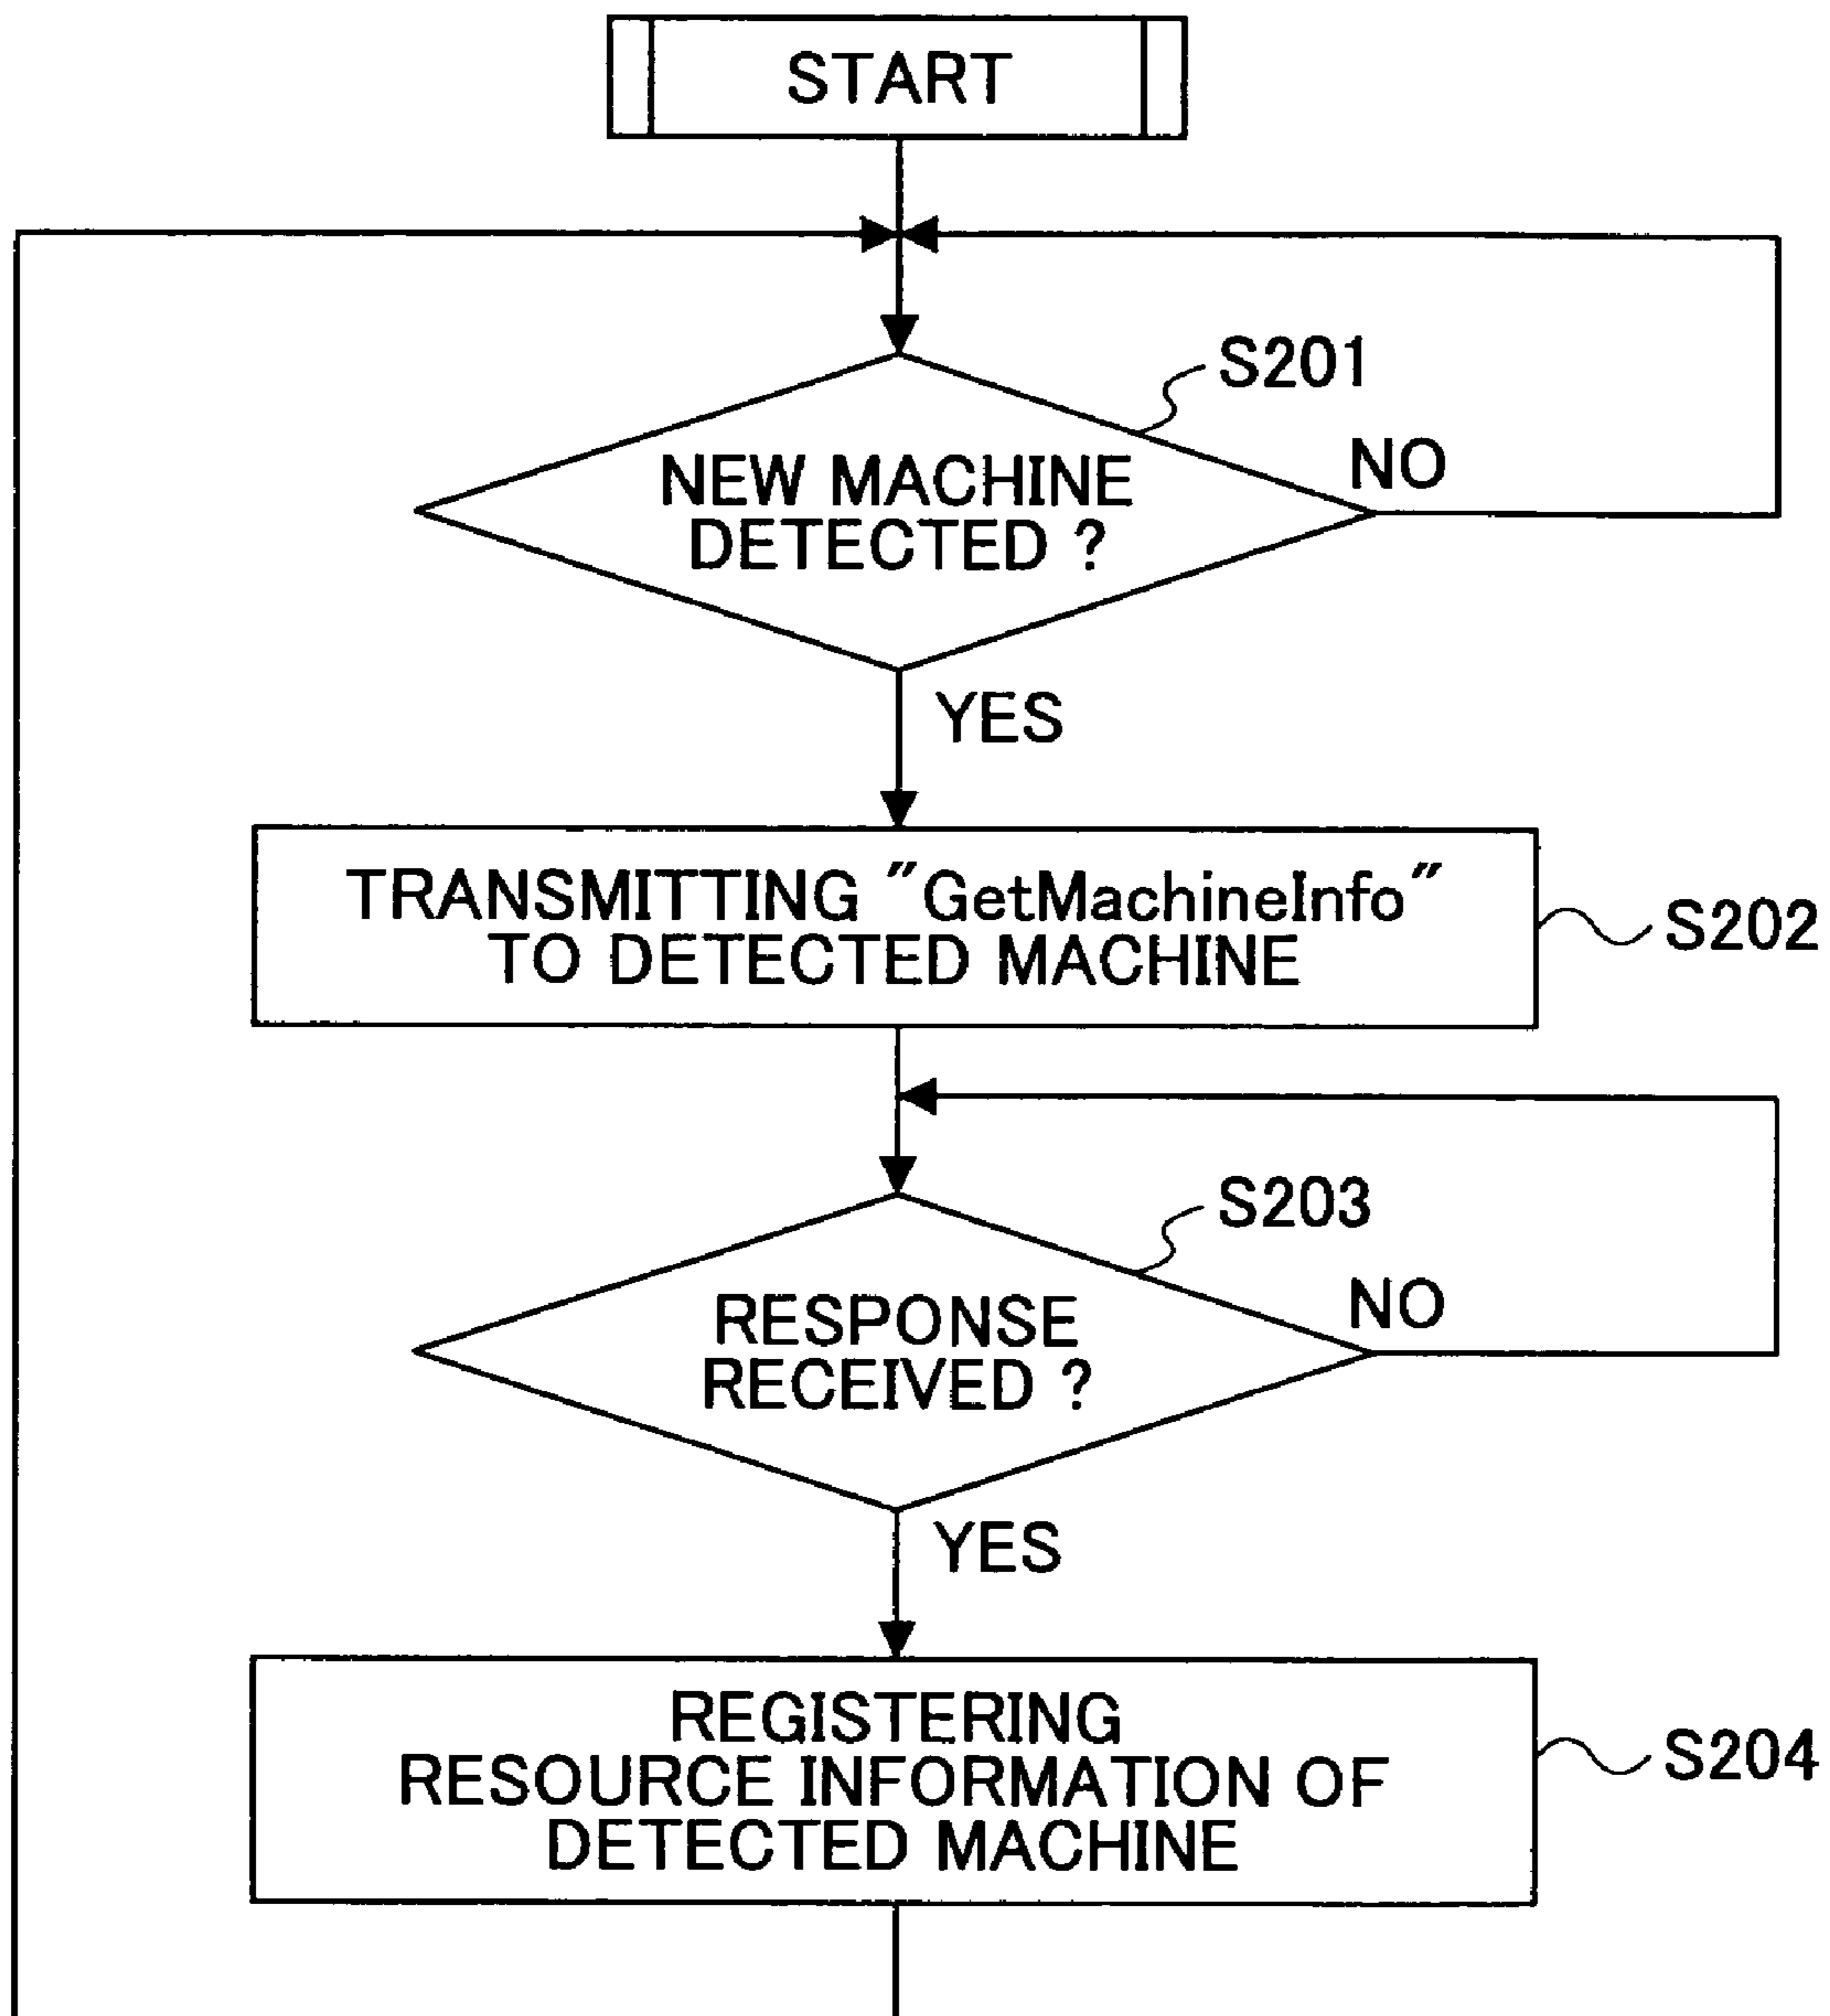 START
S201
NEW MACHINE
DETECTED ?
NO
YES
TRANSMITTING "GetMachineInfo"
TO DETECTED MACHINE
S202
S203
RESPONSE
RECEIVED ?
NO
YES
REGISTERING
RESOURCE INFORMATION OF
DETECTED MACHINE
S204